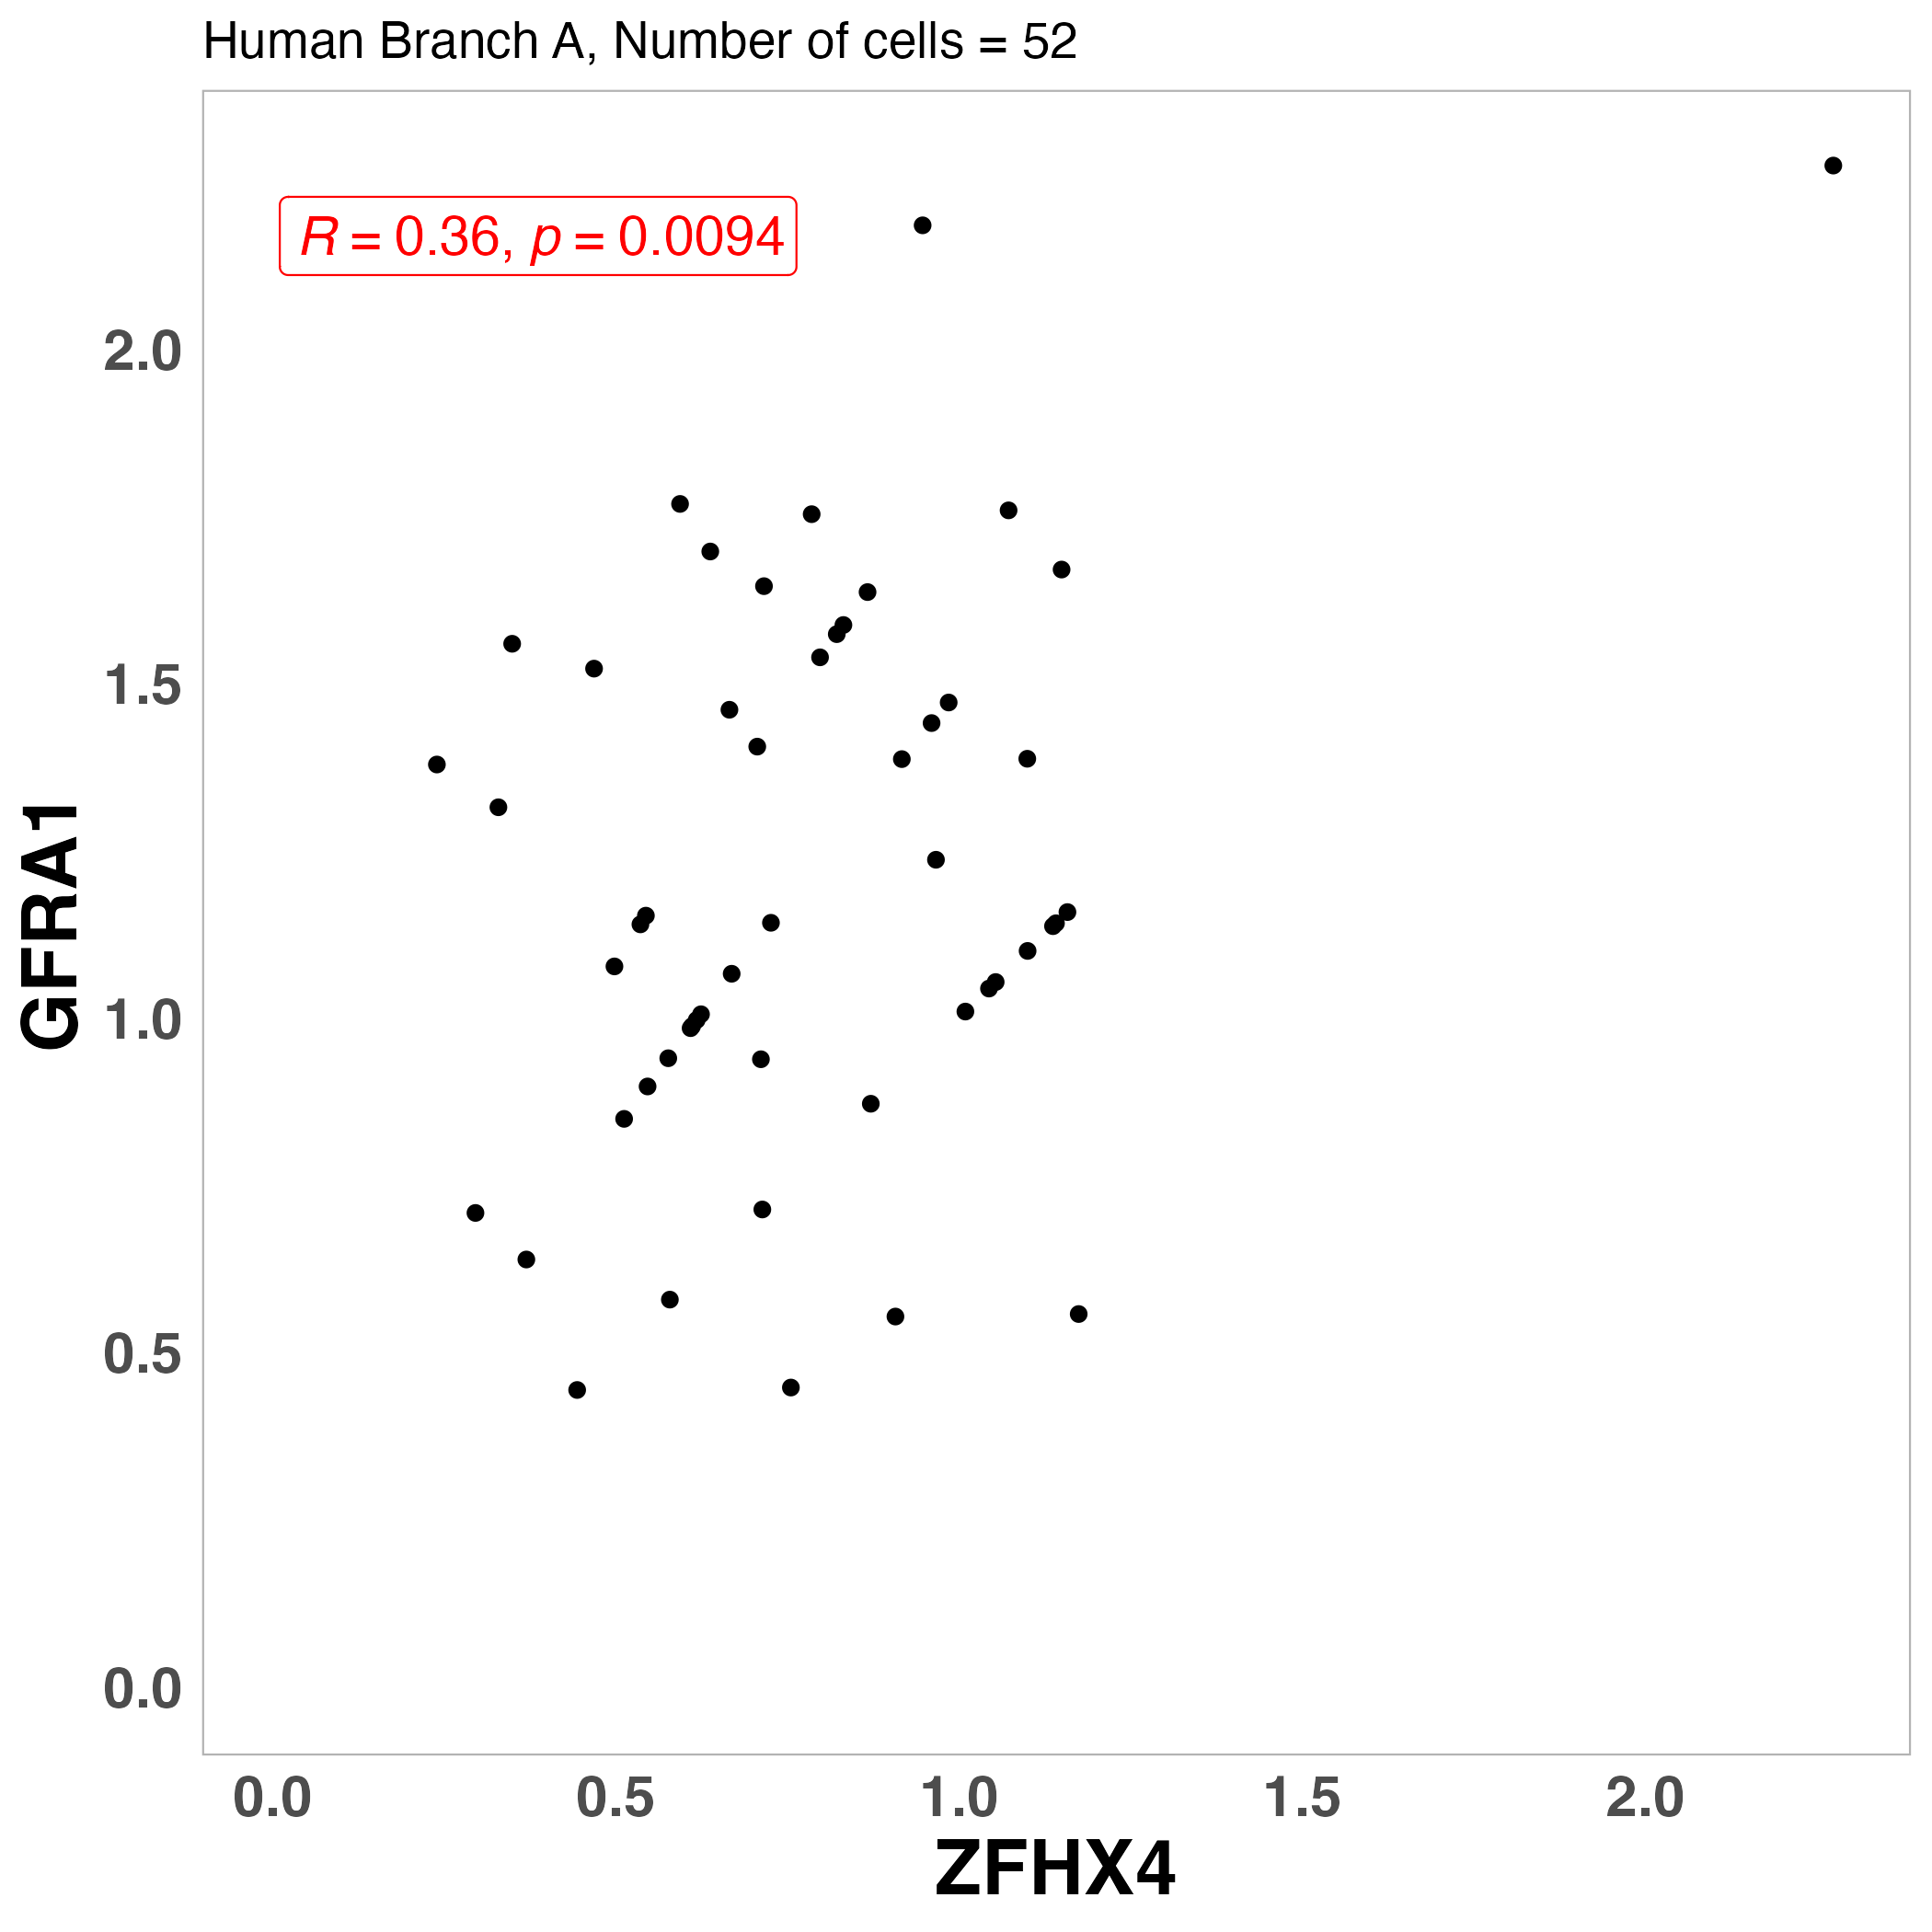 Human Branch A, Number of cells = 52
R = 0.36, p = 0.0094
2.0
1.5
1.0
0.5
0.0
GFRA1
0.0 0.5 1.0 1.5 2.0
ZFHX4